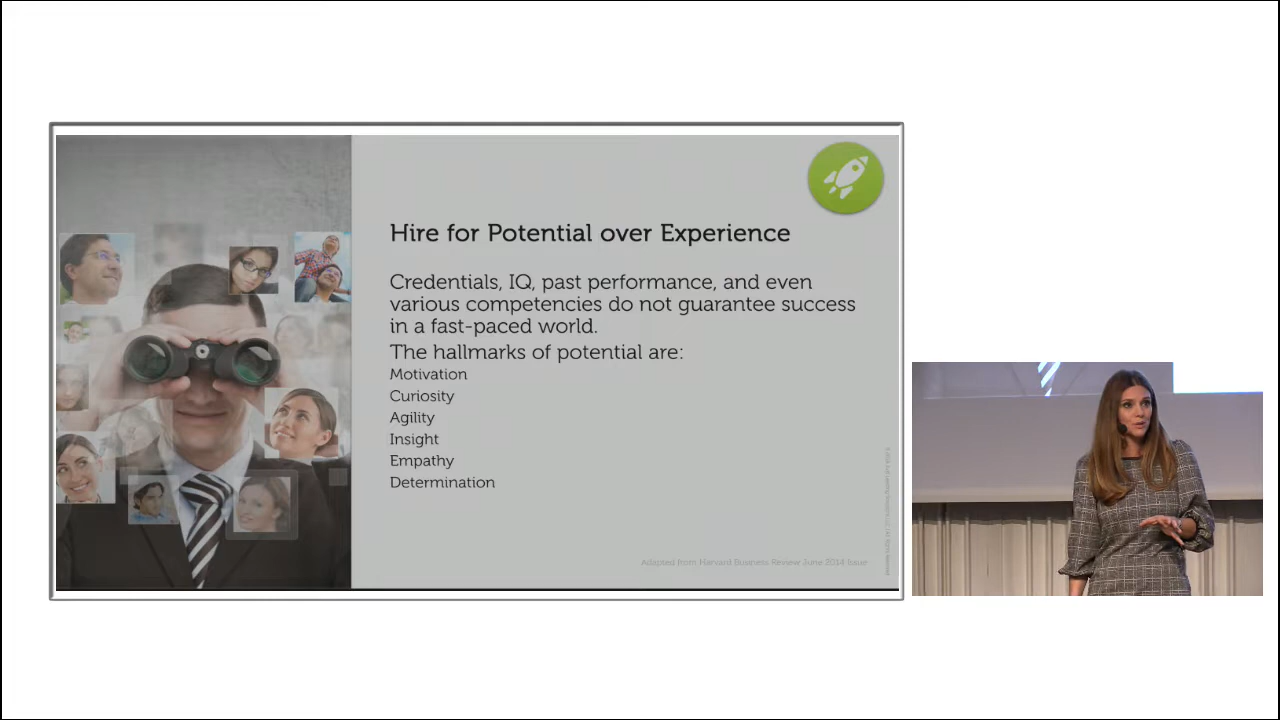 Hire for Potential over Experience
Credentials, IQ, past performance, and even
various competencies do not guarantee success
in a fast-paced world.
The hallmarks of potential are:
Motivation
Curiosity
Agility
Insight
Empathy
Determination
Adapted from Harvard Business Review June 2014 Issue